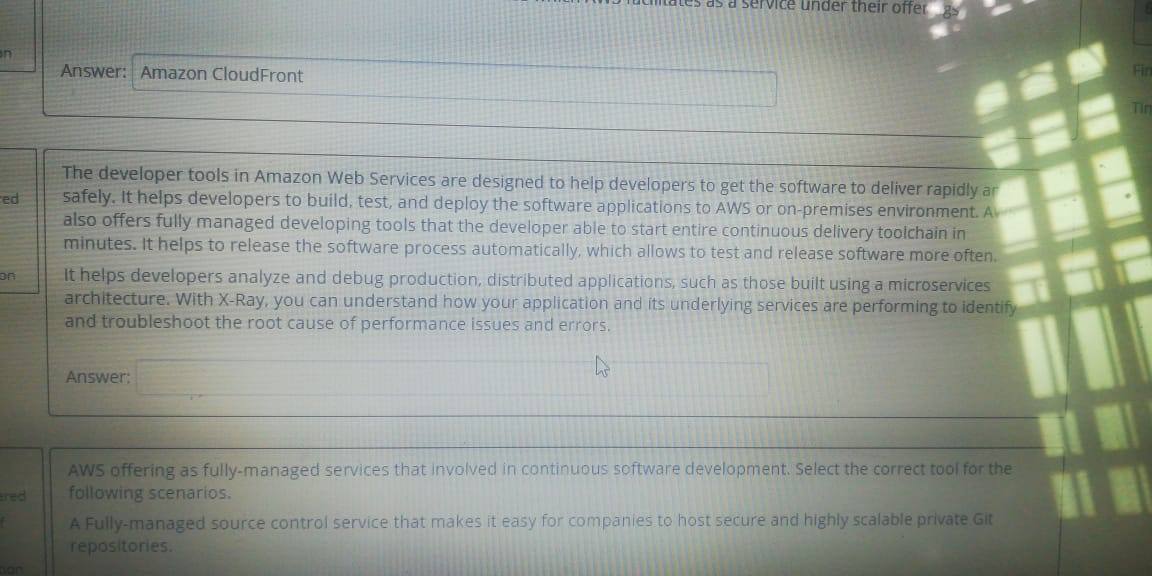 as a service under their offer
Answer: Amazon CloudFront
Fin
Tim
The developer tools in Amazon Web Services are designed to help developers to get the software to deliver rapidly
safely. It helps developers to build, test, and deploy the software applications to AWS or on-premises environment.
also offers fully managed developing tools that the developer able to start entire continuous delivery toolchain in
minutes. It helps to release the software process automatically, which allows to test and release software more often.
It helps developers analyze and debug production, distributed applications, such as those built using a microservices
architecture. With X-Ray, you can understand how your application and its underlying services are performing to identify
and troubleshoot the root cause of performance issues and errors.
Answer:
AWS offering as fully-managed services that involved in continuous software development. Select the correct tool for the
following scenarios.
A Fully-managed source control service that makes it easy for companies to host secure and highly scalable private Git
repositories.